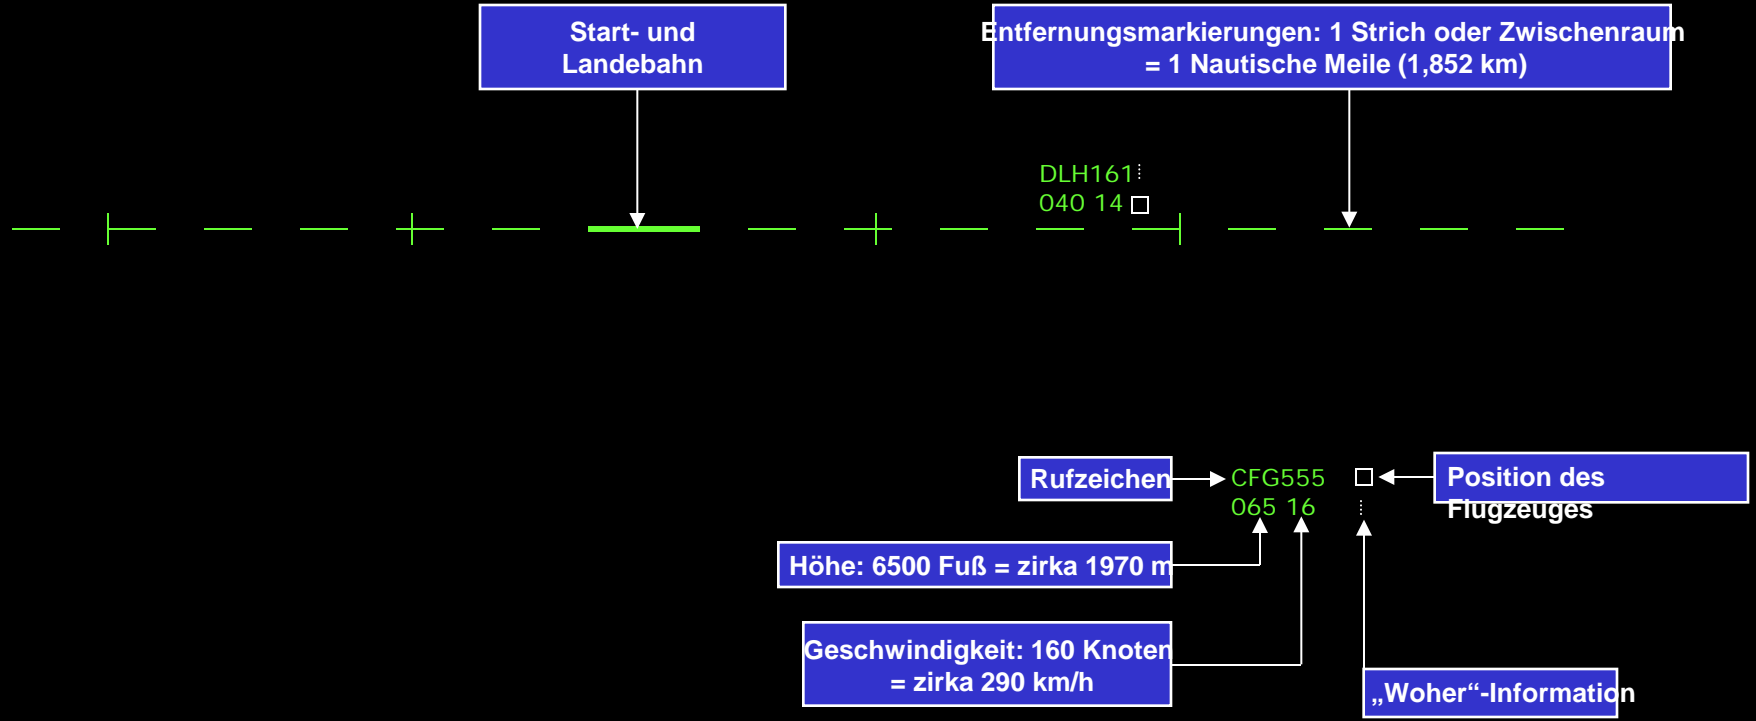 Start- und
Landebahn
Entfernungsmarkierungen: 1 Strich oder Zwischenraum
= 1 Nautische Meile (1,852 km)
DLH161
040 14
Rufzeichen
CFG555
065 16
Position des
Flugzeuges
Höhe: 6500 Fuß = zirka 1970 m
Geschwindigkeit: 160 Knoten
= zirka 290 km/h
„Woher“-Information